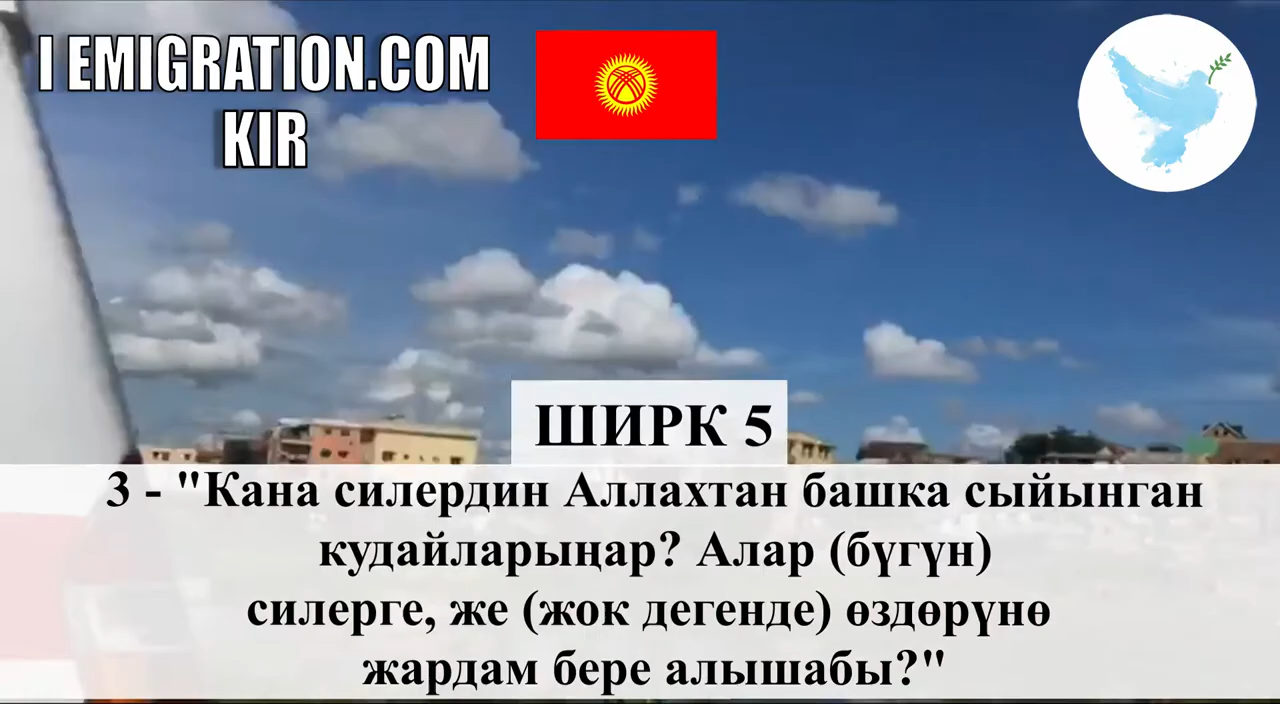 I EMIGRATION.COM
KIR
ШИРК 5
3 - "Кана силердин Аллахтан башка сыйынган
кудайларыңар? Алар (бүгүн)
силерге, же (жок дегенде) өздөрүнө
жардам бере алышабы?"